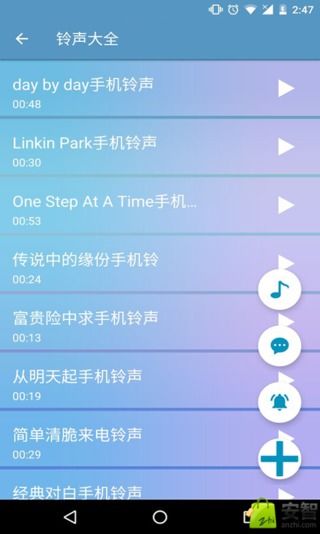 2:47
铃声大全
day by day手机铃声
00:48
Linkin Park手机铃声
00:30
One Step At A Time手机...
00:53
传说中的缘份手机铃
00:24
富贵险中求手机铃声
00:13
从明天起手机铃声
00:19
简单清脆来电铃声
00:29
经典对白手机铃声
安智
anzhi.com